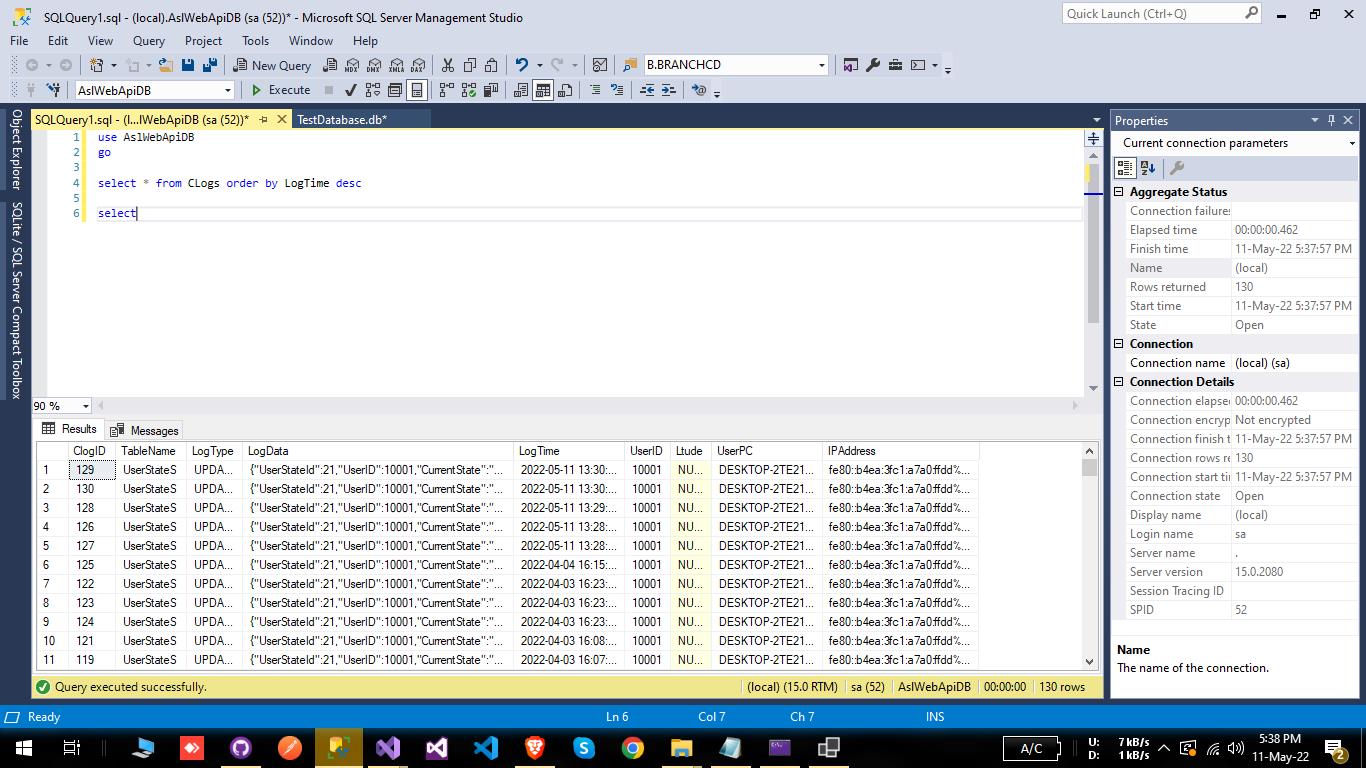 SQLQuery1.sql - (local).AslWebApiDB (sa (52))* - Microsoft SQL Server Management Studio
Quick Launch (Ctrl+Q)
File Edit View Query Project Tools Window Help
New Query MDX DMX XMLA DAX B.BRANCHCD
AslWebApiDB Execute
SQLQuery1.sql - (l...lWebApiDB (sa (52))* TestDatabase.db*
Object Explorer
SQLite / SQL Server Compact Toolbox
1 use AslWebApiDB
2 go
3
4 select * from CLogs order by LogTime desc
5
6 select
90 %
Results Messages
ClogID TableName LogType LogData LogTime UserID Ltude UserPC IPAddress
1 129 UserStateS UPDA... {"UserStateId":21,"UserID":10001,"CurrentState":"... 2022-05-11 13:30:... 10001 NU... DESKTOP-2TE21... fe80::b4ea:3fc1:a7a0:ffdd%...
2 130 UserStateS UPDA... {"UserStateId":21,"UserID":10001,"CurrentState":"... 2022-05-11 13:30:... 10001 NU... DESKTOP-2TE21... fe80::b4ea:3fc1:a7a0:ffdd%...
3 128 UserStateS UPDA... {"UserStateId":21,"UserID":10001,"CurrentState":"... 2022-05-11 13:29:... 10001 NU... DESKTOP-2TE21... fe80::b4ea:3fc1:a7a0:ffdd%...
4 126 UserStateS UPDA... {"UserStateId":21,"UserID":10001,"CurrentState":"... 2022-05-11 13:28:... 10001 NU... DESKTOP-2TE21... fe80::b4ea:3fc1:a7a0:ffdd%...
5 127 UserStateS UPDA... {"UserStateId":21,"UserID":10001,"CurrentState":"... 2022-05-11 13:28:... 10001 NU... DESKTOP-2TE21... fe80::b4ea:3fc1:a7a0:ffdd%...
6 125 UserStateS UPDA... {"UserStateId":21,"UserID":10001,"CurrentState":"... 2022-04-04 16:15:... 10001 NU... DESKTOP-2TE21... fe80::b4ea:3fc1:a7a0:ffdd%...
7 122 UserStateS UPDA... {"UserStateId":21,"UserID":10001,"CurrentState":"... 2022-04-03 16:23:... 10001 NU... DESKTOP-2TE21... fe80::b4ea:3fc1:a7a0:ffdd%...
8 123 UserStateS UPDA... {"UserStateId":21,"UserID":10001,"CurrentState":"... 2022-04-03 16:23:... 10001 NU... DESKTOP-2TE21... fe80::b4ea:3fc1:a7a0:ffdd%...
9 124 UserStateS UPDA... {"UserStateId":21,"UserID":10001,"CurrentState":"... 2022-04-03 16:23:... 10001 NU... DESKTOP-2TE21... fe80::b4ea:3fc1:a7a0:ffdd%...
10 121 UserStateS UPDA... {"UserStateId":21,"UserID":10001,"CurrentState":"... 2022-04-03 16:08:... 10001 NU... DESKTOP-2TE21... fe80::b4ea:3fc1:a7a0:ffdd%...
11 119 UserStateS UPDA... {"UserStateId":21,"UserID":10001,"CurrentState":"... 2022-04-03 16:07:... 10001 NU... DESKTOP-2TE21... fe80::b4ea:3fc1:a7a0:ffdd%...
Query executed successfully. (local) (15.0 RTM) sa (52) AslWebApiDB 00:00:00 130 rows
Properties
Current connection parameters
Aggregate Status
Connection failures
Elapsed time 00:00:00.462
Finish time 11-May-22 5:37:57 PM
Name (local)
Rows returned 130
Start time 11-May-22 5:37:57 PM
State Open
Connection
Connection name (local) (sa)
Connection Details
Connection elapse 00:00:00.462
Connection encryp Not encrypted
Connection finish t 11-May-22 5:37:57 PM
Connection rows re 130
Connection start ti 11-May-22 5:37:57 PM
Connection state Open
Display name (local)
Login name sa
Server name .
Server version 15.0.2080
Session Tracing ID
SPID 52
Name
The name of the connection.
Ready Ln 6 Col 7 Ch 7 INS
A/C
U: 7 kB/s
D: 1 kB/s
5:38 PM
11-May-22
2